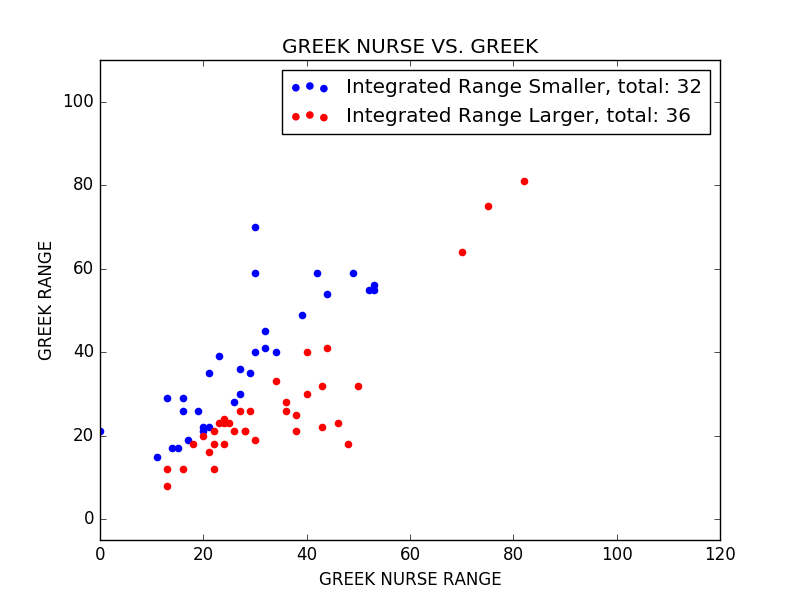 GREEK NURSE VS. GREEK
Integrated Range Smaller, total: 32
Integrated Range Larger, total: 36
GREEK RANGE
100
80
60
40
20
0
0 20 40 60 80 100 120
GREEK NURSE RANGE